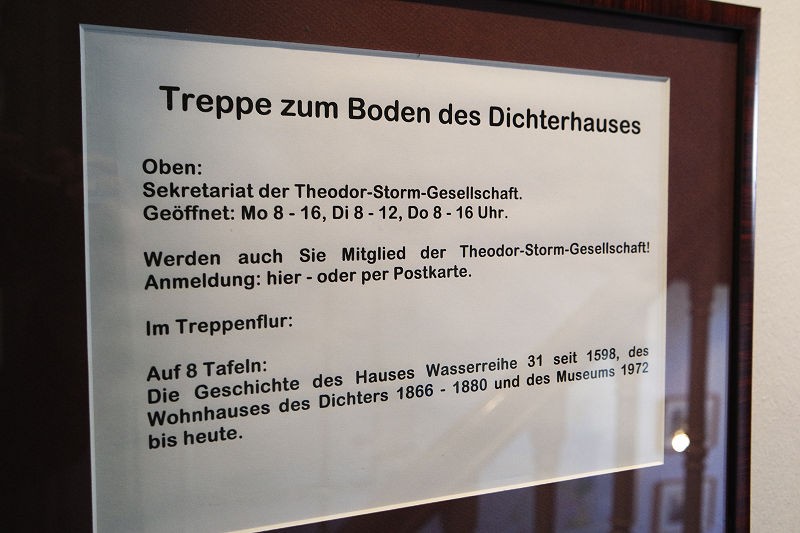 Treppe zum Boden des Dichterhauses
Oben:
Sekretariat der Theodor-Storm-Gesellschaft.
Geöffnet: Mo 8 - 16, Di 8 - 12, Do 8 - 16 Uhr.
Werden auch Sie Mitglied der Theodor-Storm-Gesellschaft!
Anmeldung: hier - oder per Postkarte.
Im Treppenflur:
Auf 8 Tafeln:
Die Geschichte des Hauses Wasserreihe 31 seit 1598, des
Wohnhauses des Dichters 1866 - 1880 und des Museums 1972
bis heute.